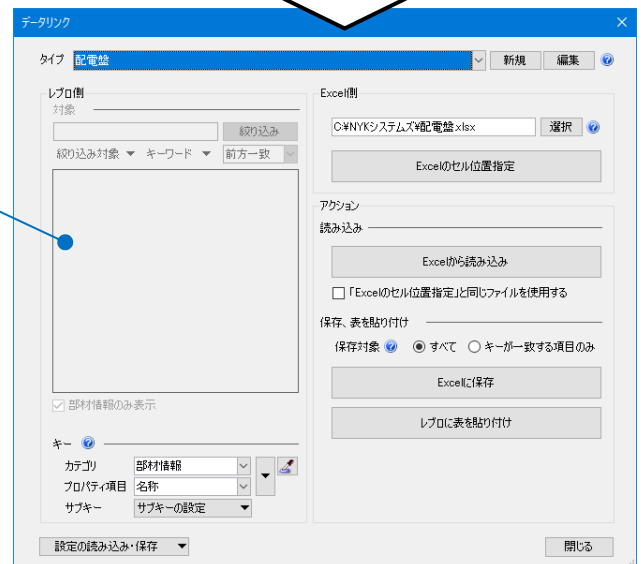 データリンク
タイプ 配電盤 新規 編集
レブロ側
対象
絞り込み
絞り込み対象 キーワード 前方一致
部材情報のみ表示
キー
カテゴリ 部材情報
プロパティ項目 名称
サブキー サブキーの設定
Excel側
C:¥NYKシステムズ¥配電盤.xlsx 選択
Excelのセル位置指定
アクション
読み込み
Excelから読み込み
「Excelのセル位置指定」と同じファイルを使用する
保存、表を貼り付け
保存対象 すべて キーが一致する項目のみ
Excelに保存
レブロに表を貼り付け
設定の読み込み・保存 閉じる